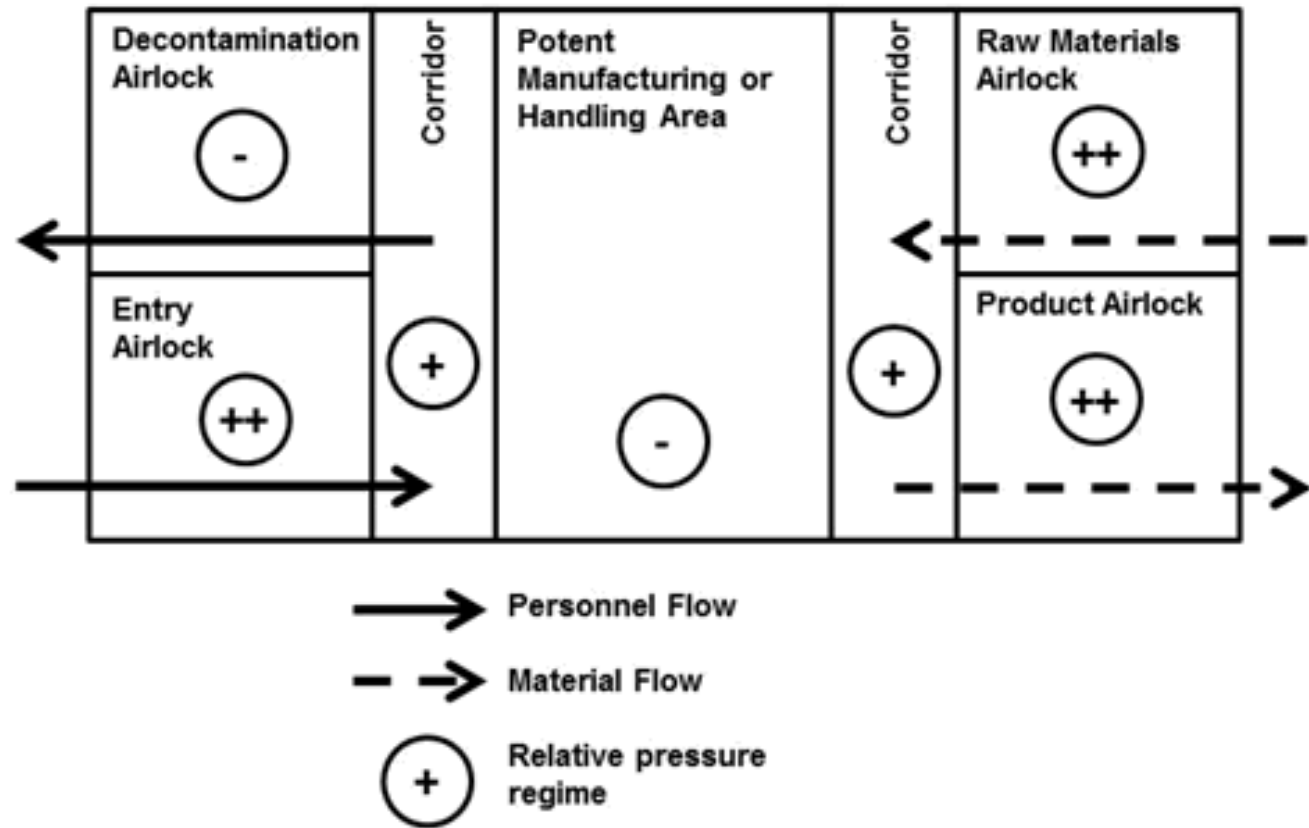 Decontamination
Airlock
-
Corridor
Potent
Manufacturing or
Handling Area
Corridor
Raw Materials
Airlock
++
Entry
Airlock
++
+
-
+
Product Airlock
++
Personnel Flow
Material Flow
+
Relative pressure
regime